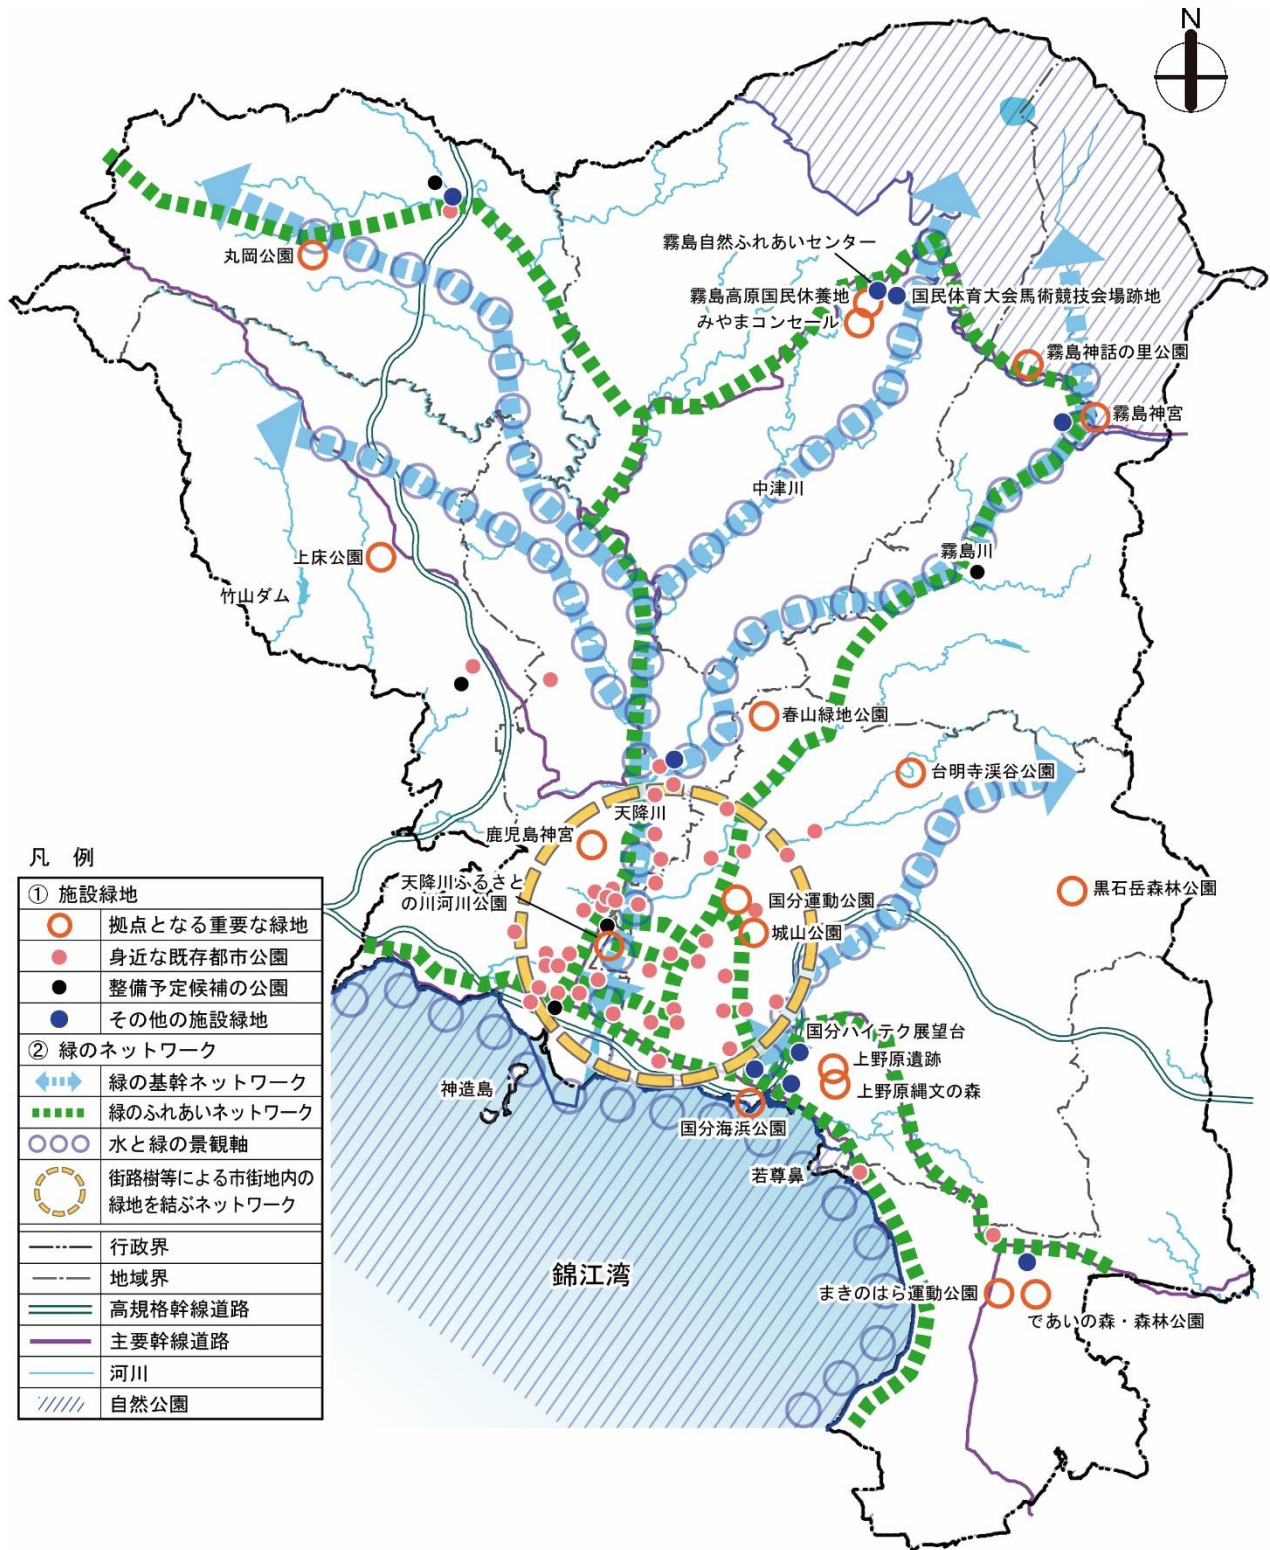 N
丸岡公園
霧島自然ふれあいセンター
霧島高原国民休養地
国民体育大会馬術競技会場跡地
みやまコンセール
霧島神話の里公園
霧島神宮
中津川
霧島川
上床公園
竹山ダム
春山緑地公園
台明寺渓谷公園
天降川
鹿児島神宮
天降川ふるさと
の川河川公園
国分運動公園
城山公園
黒石岳森林公園
国分ハイテク展望台
上野原遺跡
上野原縄文の森
神造島
国分海浜公園
若尊鼻
錦江湾
まきのはら運動公園
であいの森・森林公園
凡 例
① 施設緑地
拠点となる重要な緑地
身近な既存都市公園
整備予定候補の公園
その他の施設緑地
② 緑のネットワーク
緑の基幹ネットワーク
緑のふれあいネットワーク
水と緑の景観軸
街路樹等による市街地内の
緑地を結ぶネットワーク
行政界
地域界
高規格幹線道路
主要幹線道路
河川
自然公園